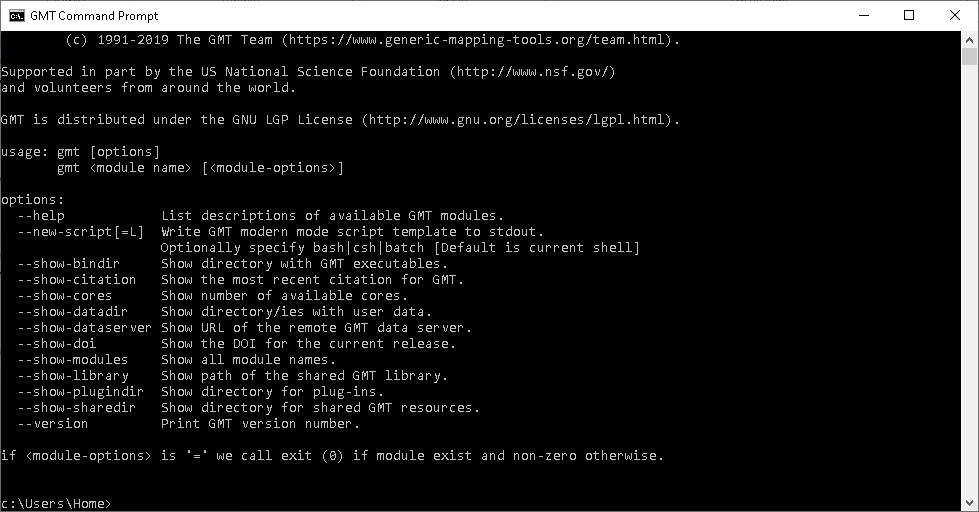 GMT Command Prompt
(c) 1991-2019 The GMT Team (https://www.generic-mapping-tools.org/team.html).
Supported in part by the US National Science Foundation (http://www.nsf.gov/)
and volunteers from around the world.
GMT is distributed under the GNU LGP License (http://www.gnu.org/licenses/lgpl.html).
usage: gmt [options]
gmt <module name> [<module-options>]
options:
--help List descriptions of available GMT modules.
--new-script[=L] Write GMT modern mode script template to stdout.
Optionally specify bash|csh|batch [Default is current shell]
--show-bindir Show directory with GMT executables.
--show-citation Show the most recent citation for GMT.
--show-cores Show number of available cores.
--show-datadir Show directory/ies with user data.
--show-dataserver Show URL of the remote GMT data server.
--show-doi Show the DOI for the current release.
--show-modules Show all module names.
--show-library Show path of the shared GMT library.
--show-plugindir Show directory for plug-ins.
--show-sharedir Show directory for shared GMT resources.
--version Print GMT version number.
if <module-options> is '=' we call exit (0) if module exist and non-zero otherwise.
c:\Users\Home>